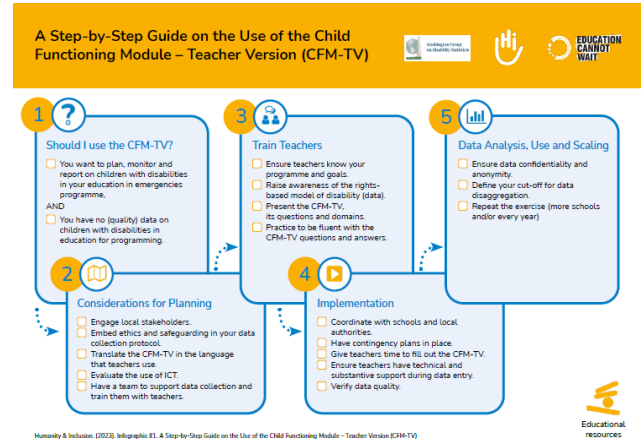 A Step-by-Step Guide on the Use of the Child
Functioning Module – Teacher Version (CFM-TV)
Washington Group
on Disability Statistics
Hi
EDUCATION
CANNOT
WAIT
1
?
Should I use the CFM-TV?
You want to plan, monitor and
report on children with disabilities
in your education in emergencies
programme,
AND
You have no (quality) data on
children with disabilities in
education for programming.
2
Considerations for Planning
Engage local stakeholders.
Embed ethics and safeguarding in your data
collection protocol.
Translate the CFM-TV in the language
that teachers use.
Evaluate the use of ICT.
Have a team to support data collection and
train them with teachers.
3
Train Teachers
Ensure teachers know your
programme and goals.
Raise awareness of the rights-
based model of disability (data).
Present the CFM-TV,
its questions and domains.
Practice to be fluent with the
CFM-TV questions and answers.
4
Implementation
Coordinate with schools and local
authorities.
Have contingency plans in place.
Give teachers time to fill out the CFM-TV.
Ensure teachers have technical and
substantive support during data entry.
Verify data quality.
5
Data Analysis, Use and Scaling
Ensure data confidentiality and
anonymity.
Define your cut-off for data
disaggregation.
Repeat the exercise (more schools
and/or every year)
Educational
resources
Humanity & Inclusion. (2023). Infographic #1. A Step-by-Step Guide on the Use of the Child Functioning Module – Teacher Version (CFM-TV)